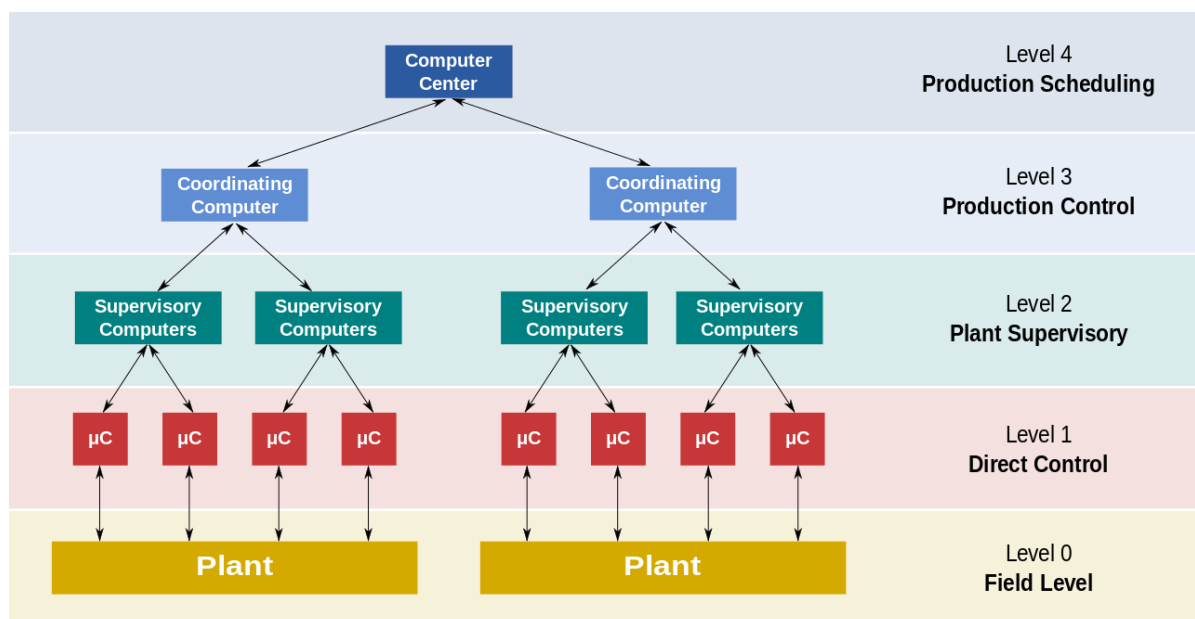 Computer
Center
Level 4
Production Scheduling
Coordinating
Computer
Coordinating
Computer
Level 3
Production Control
Supervisory
Computers
Supervisory
Computers
Supervisory
Computers
Supervisory
Computers
Level 2
Plant Supervisory
µC
µC
µC
µC
µC
µC
µC
µC
Level 1
Direct Control
Plant
Plant
Level 0
Field Level